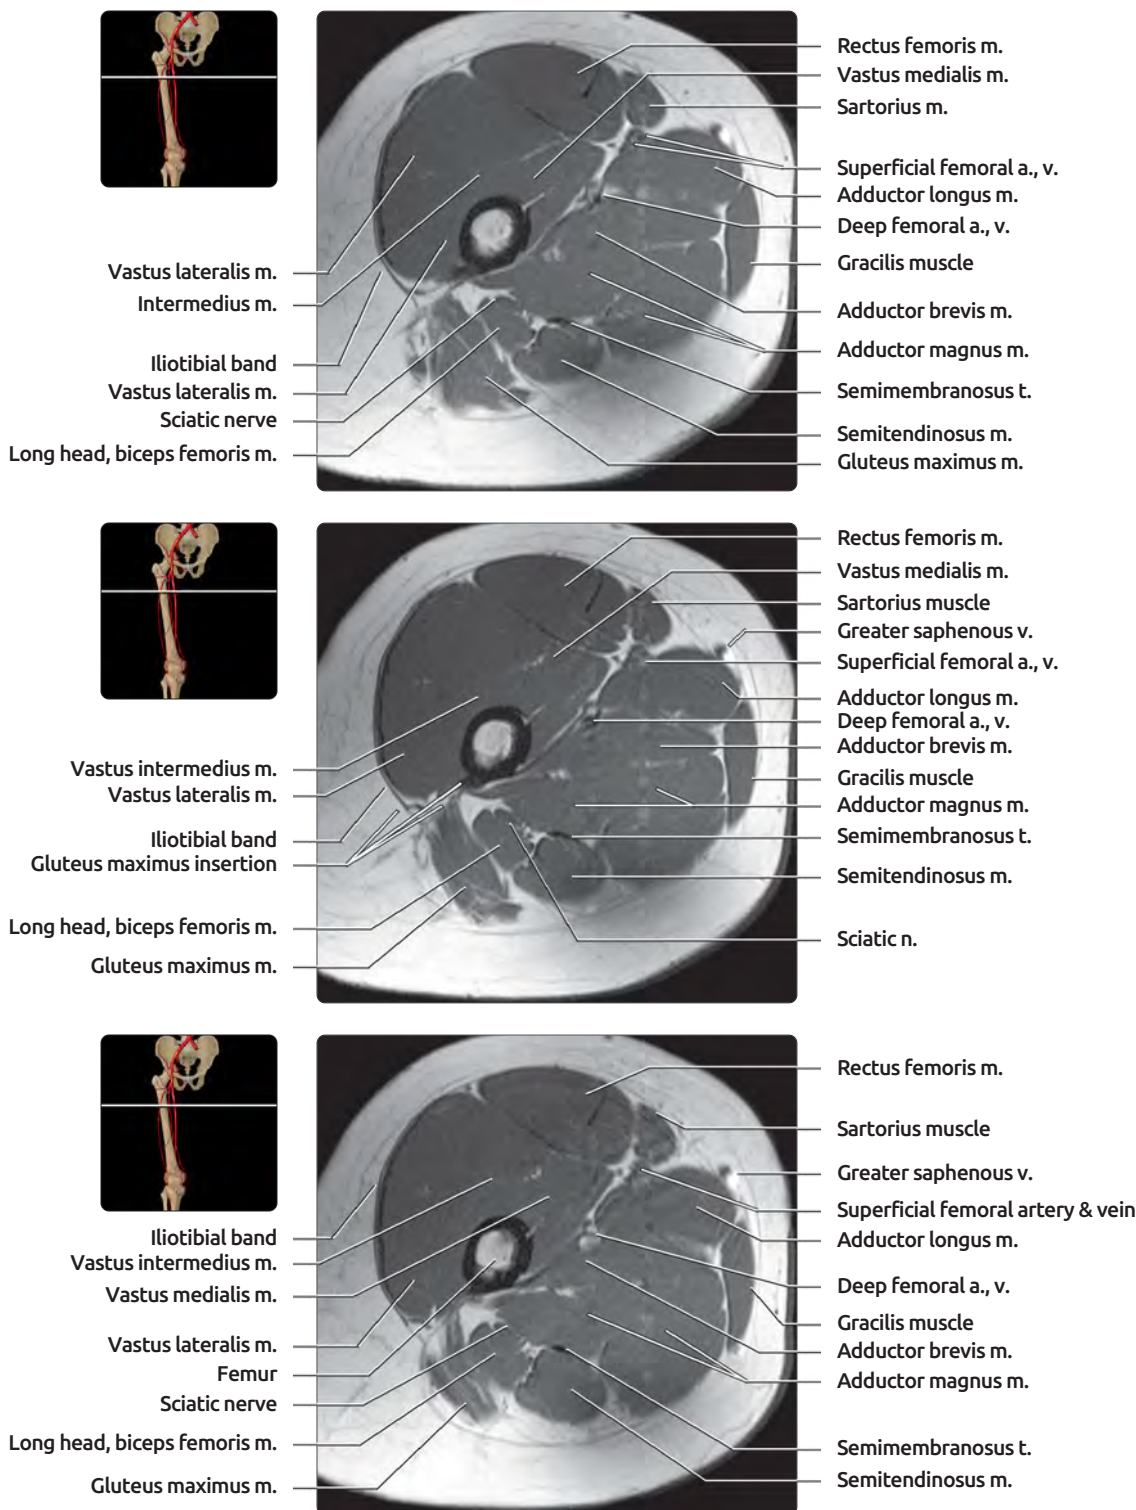 Rectus femoris m.
Vastus medialis m.
Sartorius m.
Superficial femoral a., v.
Adductor longus m.
Deep femoral a., v.
Gracilis muscle
Adductor brevis m.
Adductor magnus m.
Semimembranosus t.
Semitendinosus m.
Gluteus maximus m.
Vastus lateralis m.
Intermedius m.
Iliotibial band
Vastus lateralis m.
Sciatic nerve
Long head, biceps femoris m.
Rectus femoris m.
Vastus medialis m.
Sartorius muscle
Greater saphenous v.
Superficial femoral a., v.
Adductor longus m.
Deep femoral a., v.
Adductor brevis m.
Gracilis muscle
Adductor magnus m.
Semimembranosus t.
Semitendinosus m.
Sciatic n.
Vastus intermedius m.
Vastus lateralis m.
Iliotibial band
Gluteus maximus insertion
Long head, biceps femoris m.
Gluteus maximus m.
Rectus femoris m.
Sartorius muscle
Greater saphenous v.
Superficial femoral artery & vein
Adductor longus m.
Deep femoral a., v.
Gracilis muscle
Adductor brevis m.
Adductor magnus m.
Semimembranosus t.
Semitendinosus m.
Iliotibial band
Vastus intermedius m.
Vastus medialis m.
Vastus lateralis m.
Femur
Sciatic nerve
Long head, biceps femoris m.
Gluteus maximus m.